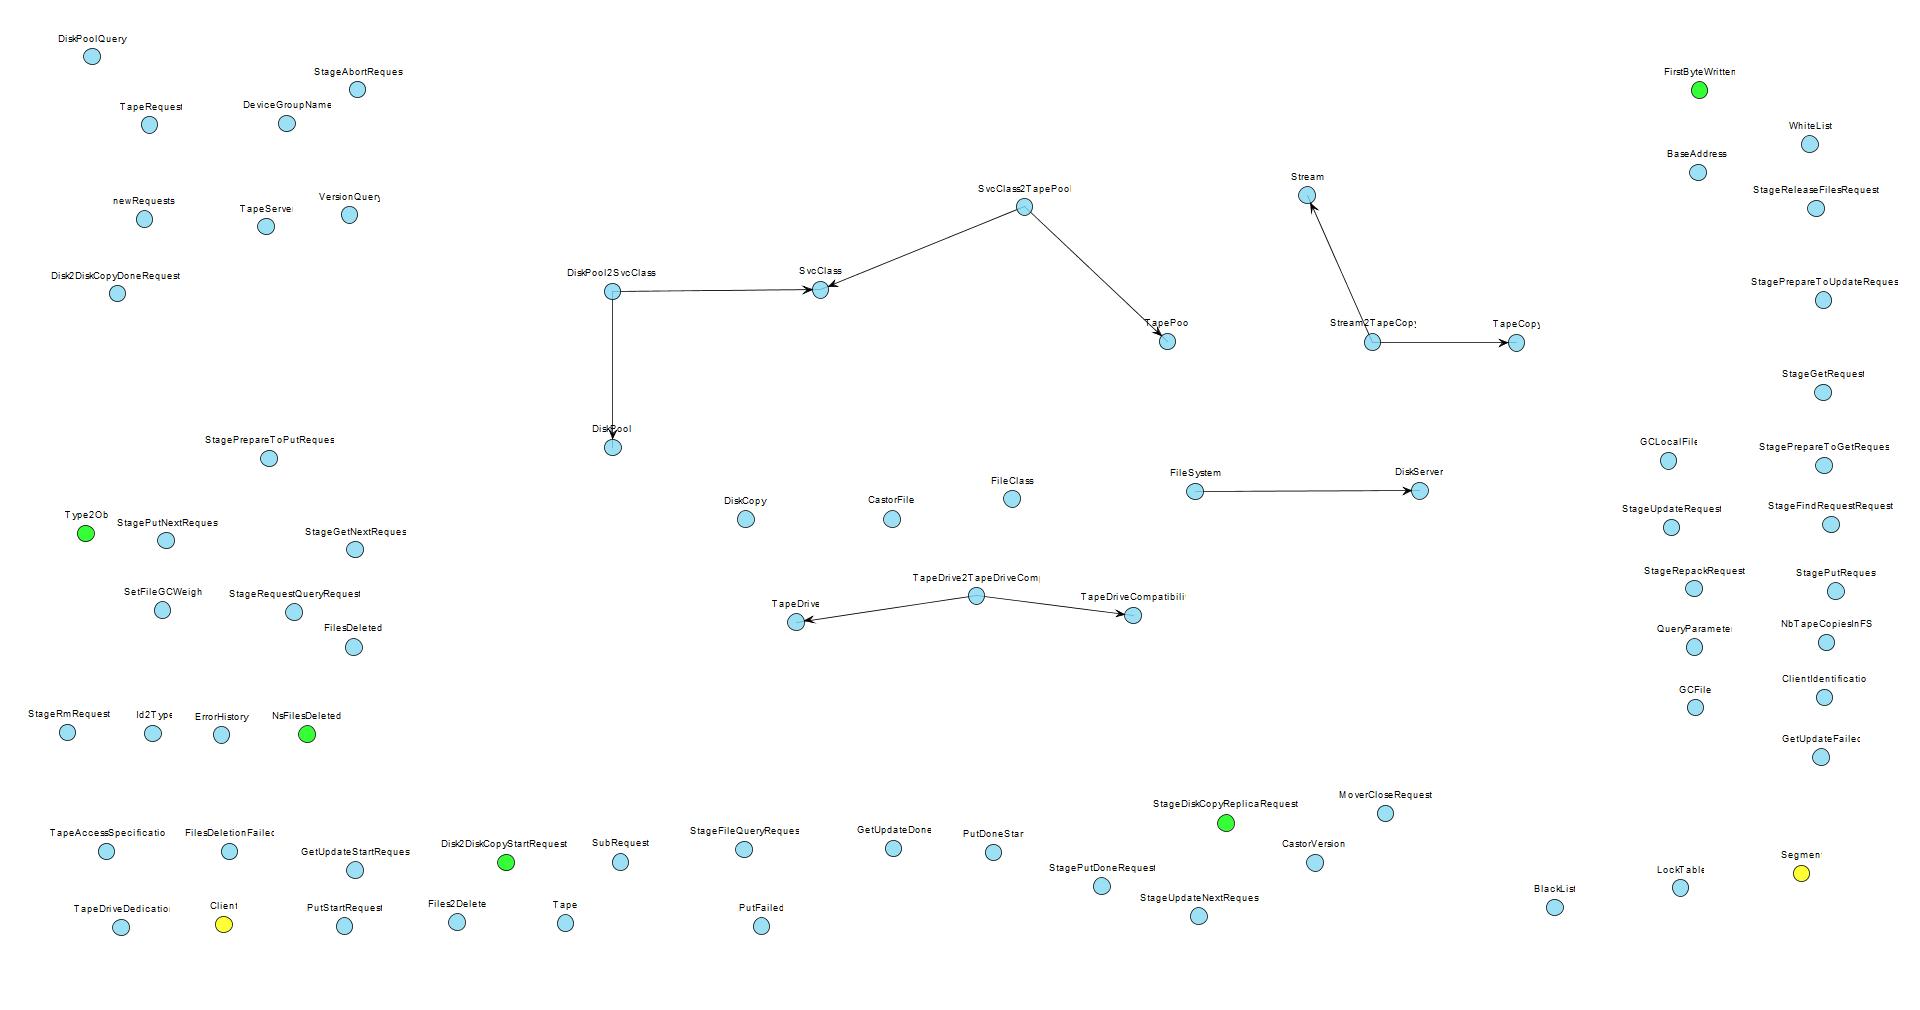 DiskPoolQuery
StageAbortReques
FirstByteWritten
TapeRequest
DeviceGroupName
WhiteList
BaseAddress
Stream
SvcClass2TapePool
StageReleaseFilesRequest
newRequests
TapeServe
VersionQuery
Disk2DiskCopyDoneRequest
DiskPool2SvcClass
SvcClass
StagePrepareToUpdateReques
TapePoo
Stream2TapeCopy
TapeCopy
StageGetRequest
DiskPool
StagePrepareToPutReques
GCLocalFile
StagePrepareToGetReques
FileSystem
DiskServer
FileClass
DiskCopy
CastorFile
StageUpdateRequest
StageFindRequestRequest
Type2Ob
StagePutNextReques
StageGetNextReques
StageRepackRequest
StagePutReques
TapeDrive2TapeDriveComp
SetFileGCWeigh
StageRequestQueryRequest
TapeDrive
TapeDriveCompatibili
FilesDeleted
QueryParamete
NbTapeCopiesInFS
ClientIdentificatio
GCFile
StageRmRequest
Id2Type
ErrorHistory
NsFilesDeleted
GetUpdateFailed
MoverCloseRequest
StageDiskCopyReplicaRequest
TapeAccessSpecificatio
FilesDeletionFailed
GetUpdateStartReques
Disk2DiskCopyStartRequest
SubRequest
StageFileQueryReques
GetUpdateDone
PutDoneStar
CastorVersion
Segmen
StagePutDoneRequest
LockTable
BlackList
StageUpdateNextReques
TapeDriveDedicatio
Client
PutStartRequest
Files2Delete
Tape
PutFailed